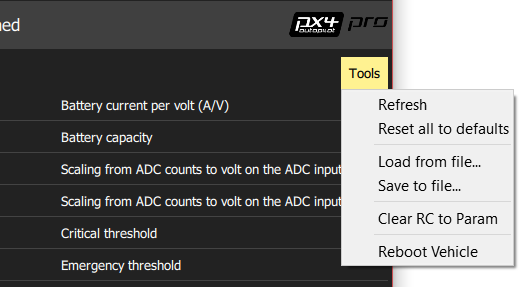 ned
px4
autopilot
pro
Tools
Battery current per volt (A/V)
Battery capacity
Scaling from ADC counts to volt on the ADC input
Scaling from ADC counts to volt on the ADC input
Critical threshold
Emergency threshold
Refresh
Reset all to defaults
Load from file...
Save to file...
Clear RC to Param
Reboot Vehicle